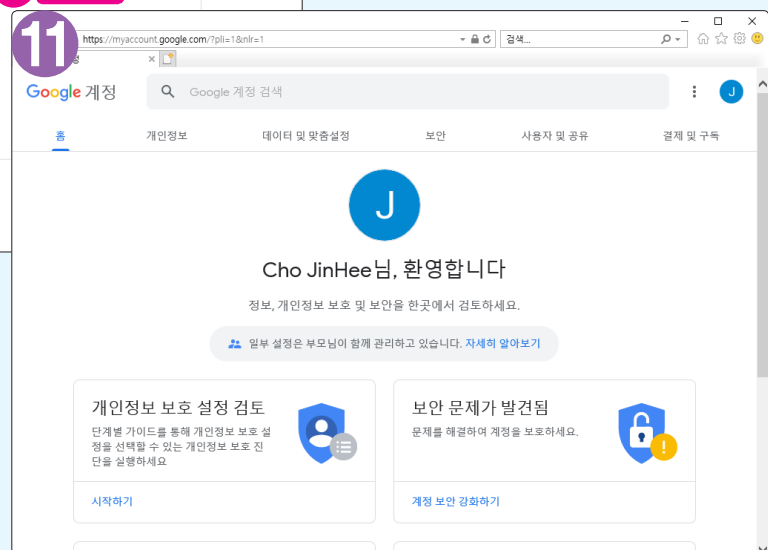 11
https://myaccount.google.com/?pli=1&nlr=1
검색...
Google 계정
Google 계정 검색
J
홈
개인정보
데이터 및 맞춤설정
보안
사용자 및 공유
결제 및 구독
J
Cho JinHee님, 환영합니다
정보, 개인정보 보호 및 보안을 한곳에서 검토하세요.
일부 설정은 부모님이 함께 관리하고 있습니다. 자세히 알아보기
개인정보 보호 설정 검토
단계별 가이드를 통해 개인정보 보호 설
정을 선택할 수 있는 개인정보 보호 진
단을 실행하세요
시작하기
보안 문제가 발견됨
문제를 해결하여 계정을 보호하세요.
계정 보안 강화하기